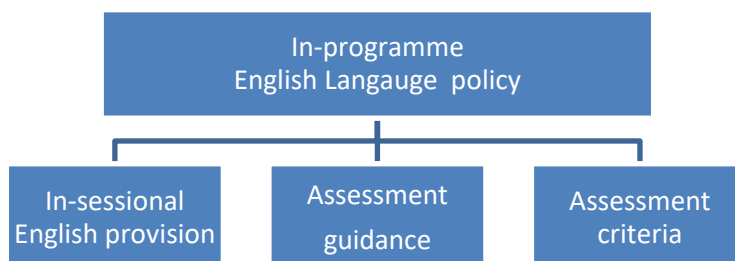 In-programme
English Langauge policy
In-sessional
English provision
Assessment
guidance
Assessment
criteria